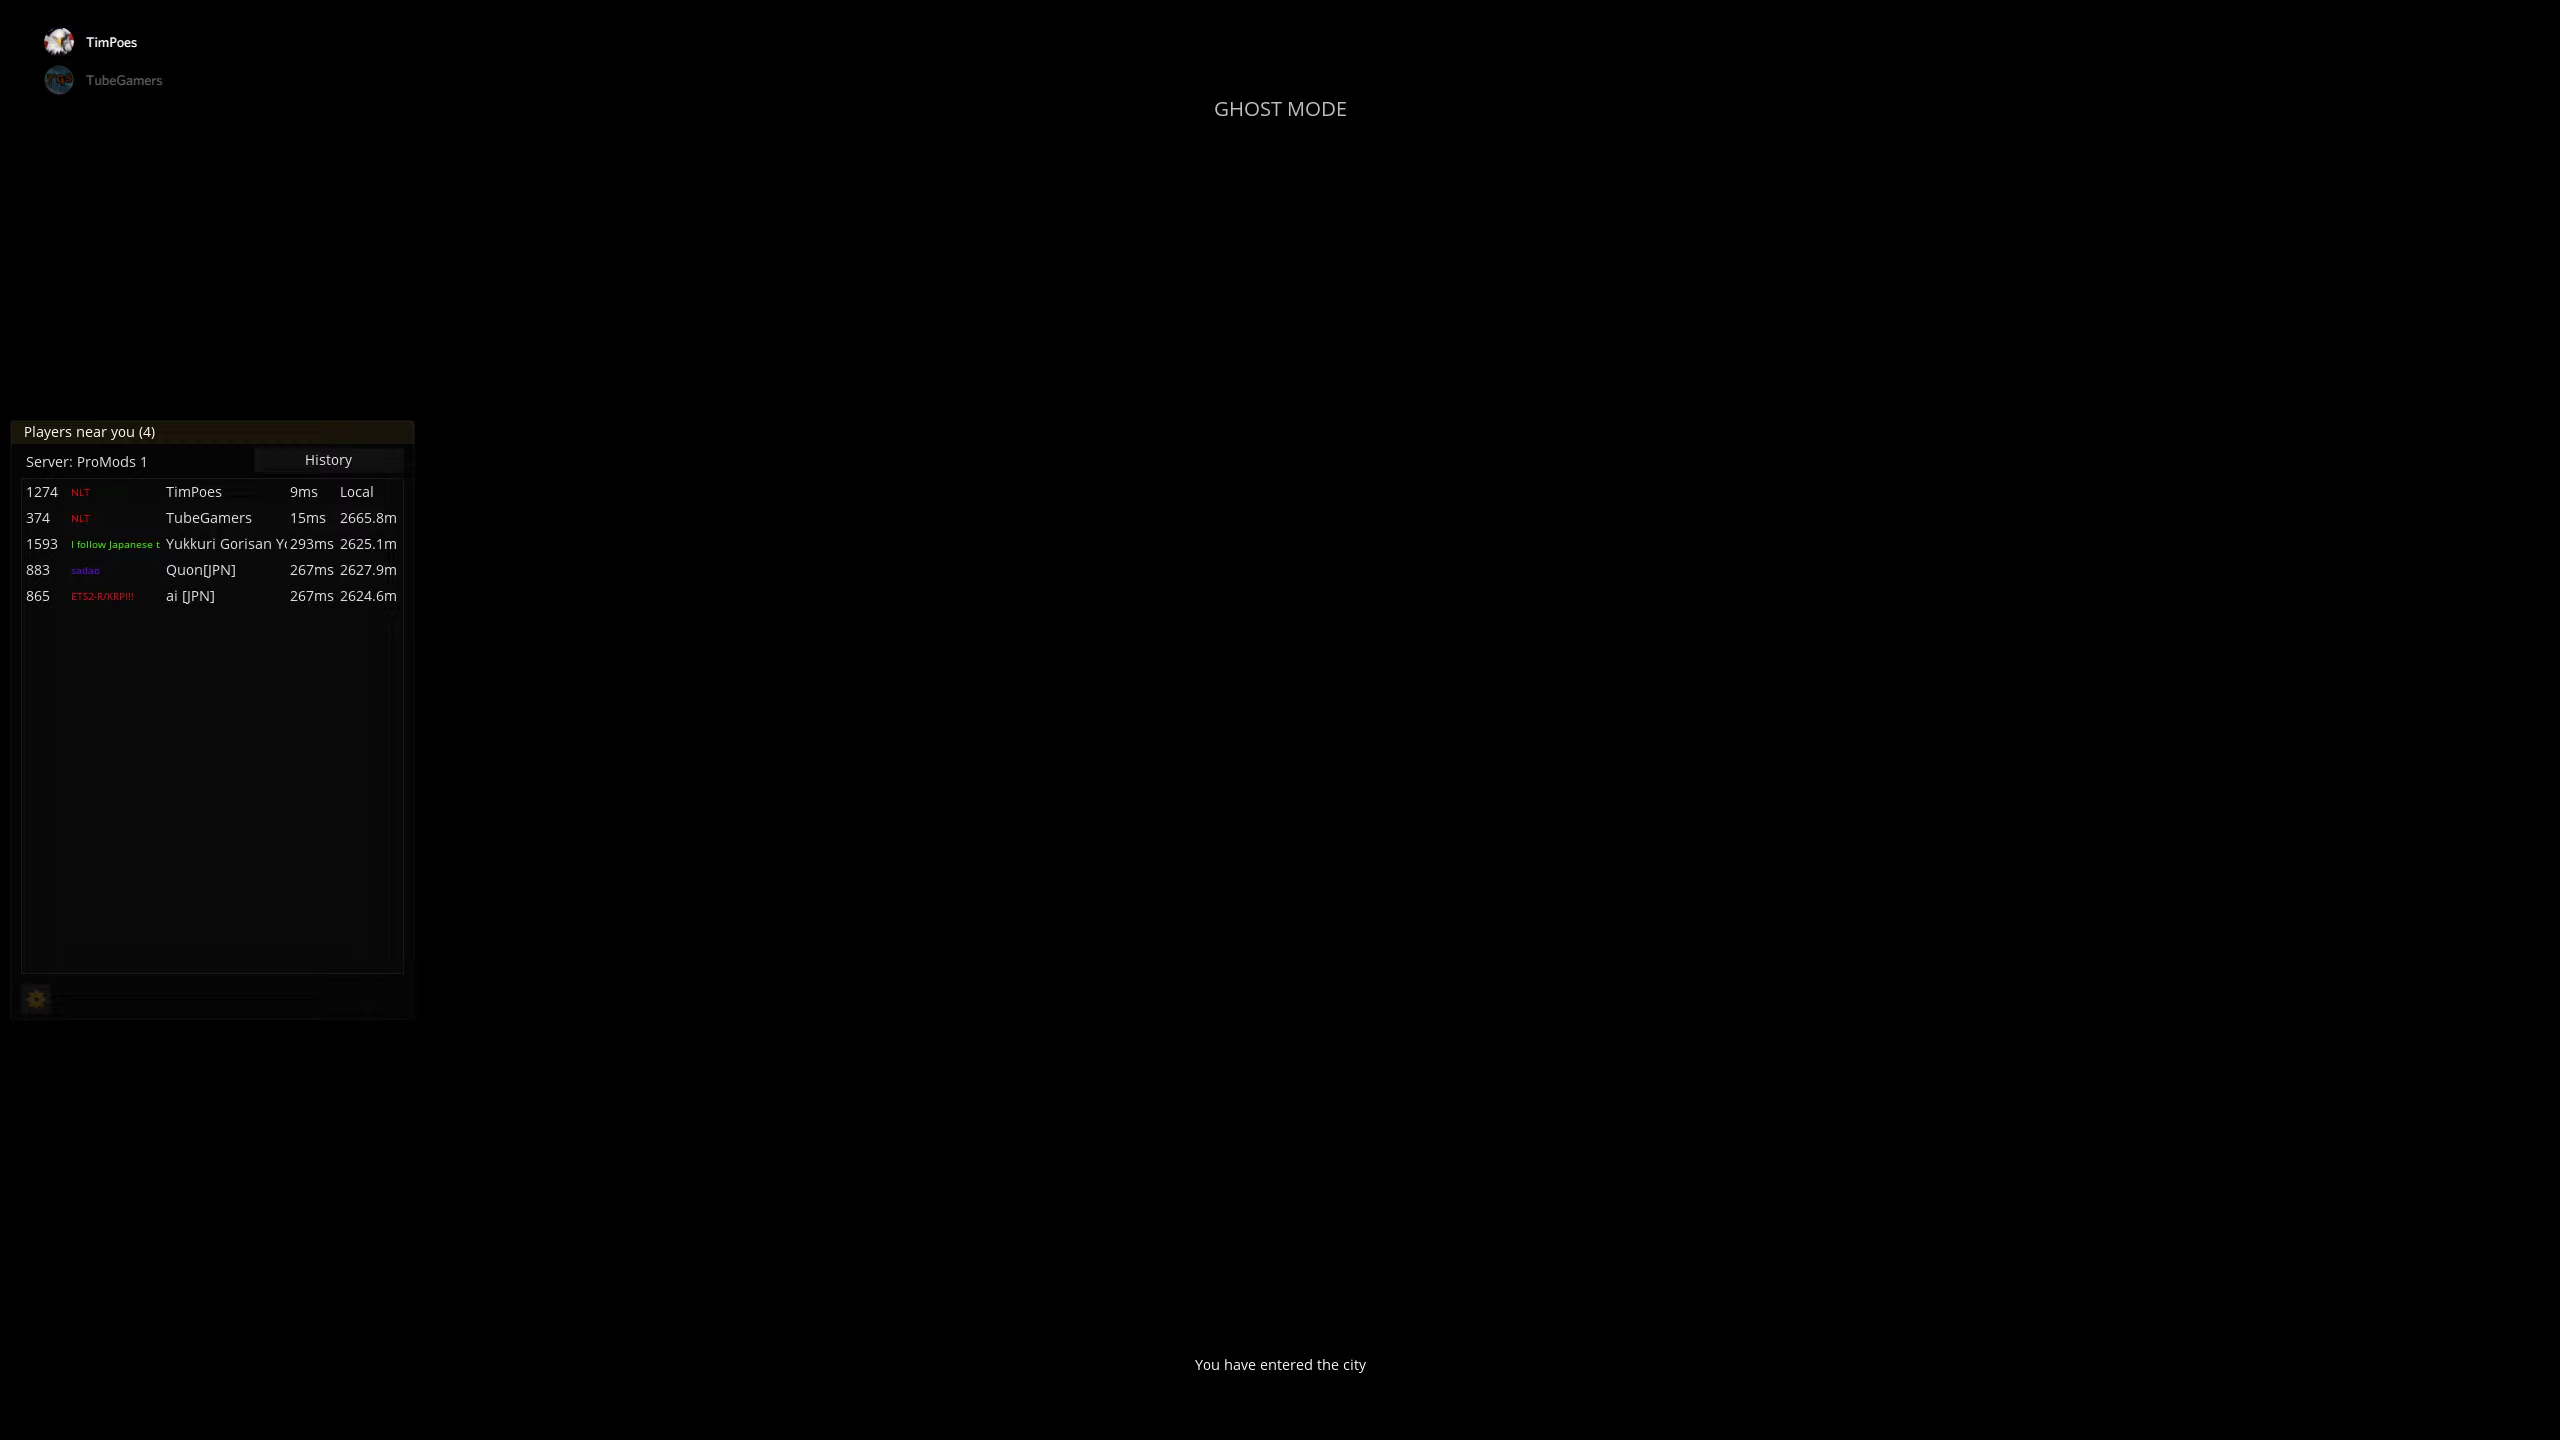 TimPoes
TubeGamers
GHOST MODE
Players near you (4)
Server: ProMods 1 History
1274 NLT TimPoes 9ms Local
374 NLT TubeGamers 15ms 2665.8m
1593 I follow Japanese t Yukkuri Gorisan Yo 293ms 2625.1m
883 sadao Quon[JPN] 267ms 2627.9m
865 ETS2-R/KRP!!! ai [JPN] 267ms 2624.6m
You have entered the city